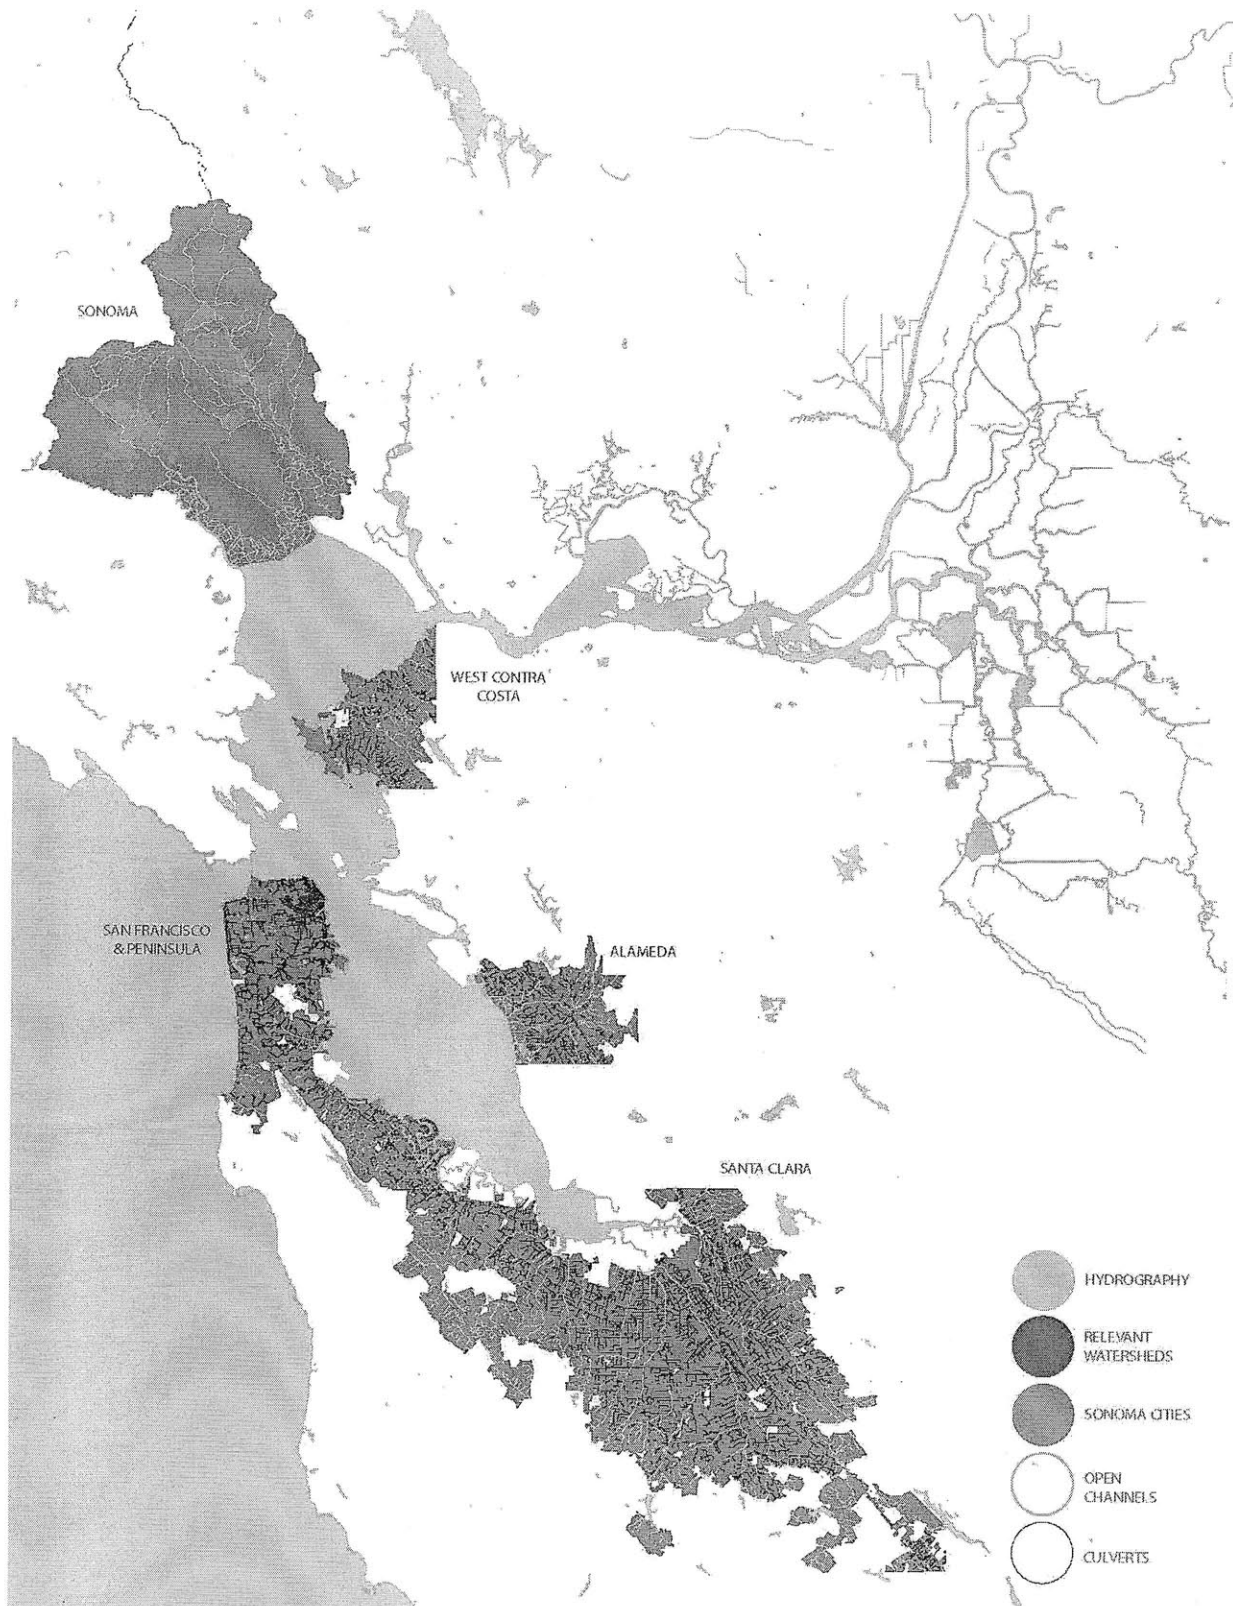 SONOMA
WEST CONTRA
COSTA
SAN FRANCISCO
& PENINSULA
ALAMEDA
SANTA CLARA
HYDROGRAPHY
RELEVANT
WATERSHEDS
SONOMA CITIES
OPEN
CHANNELS
CULVERTS